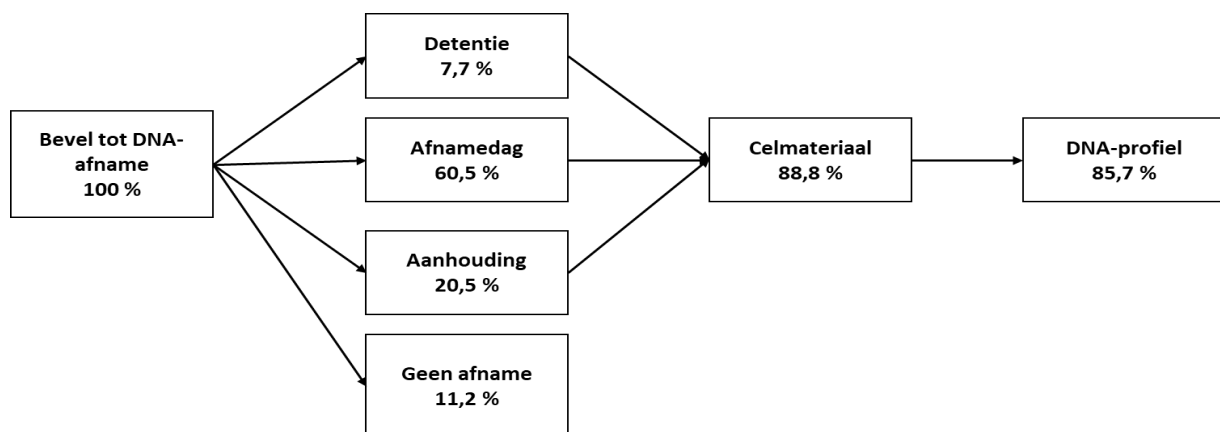 Bevel tot DNA-
afname
100 %
Detentie
7,7 %
Afnamedag
60,5 %
Aanhouding
20,5 %
Geen afname
11,2 %
Celmateriaal
88,8 %
DNA-profiel
85,7 %